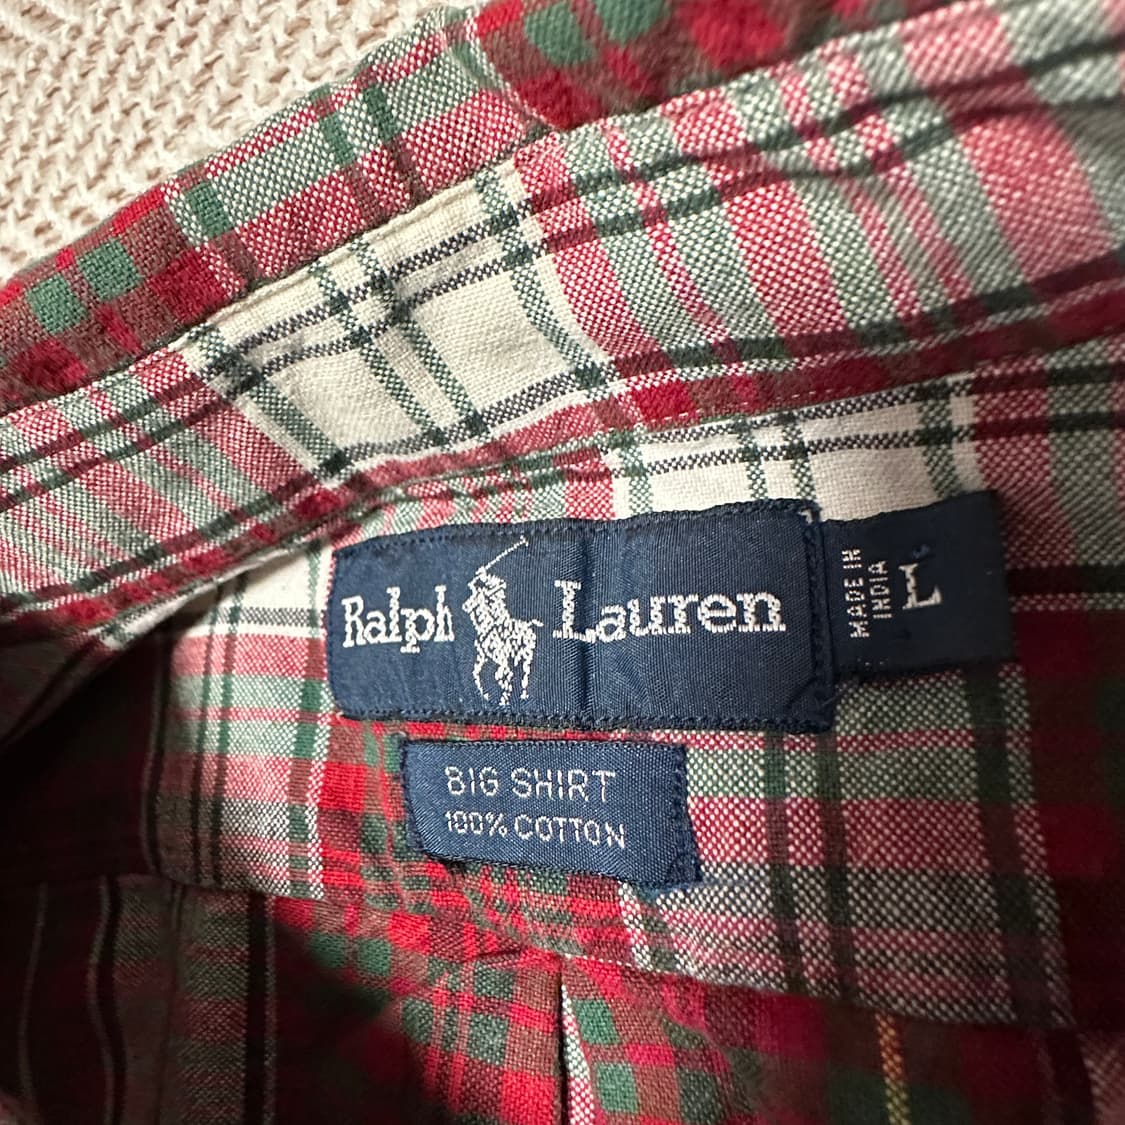 Ralph Lauren
MADE IN
INDIA
L
BIG SHIRT
100% COTTON